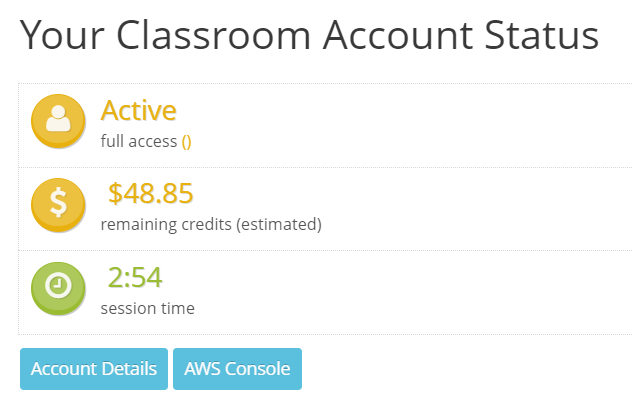 Your Classroom Account Status
Active
full access ()
$
$48.85
remaining credits (estimated)
2:54
session time
Account Details AWS Console